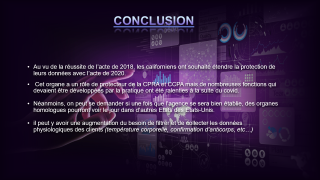 CONCLUSION
• Au vu de la réussite de l'acte de 2018, les californiens ont souhaité étendre la protection de
leurs données avec l'acte de 2020.
• Cet organe a un rôle de protecteur de la CPRA et CCPA mais de nombreuses fonctions qui
devaient être développées par la pratique ont été ralenties à la suite du covid.
• Néanmoins, on peut se demander si une fois que l'agence se sera bien établie, des organes
homologues pourront voir le jour dans d'autres Etats des Etats-Unis.
• il peut y avoir une augmentation du besoin de filtrer et de collecter les données
physiologiques des clients (température corporelle, confirmation d'anticorps, etc...)